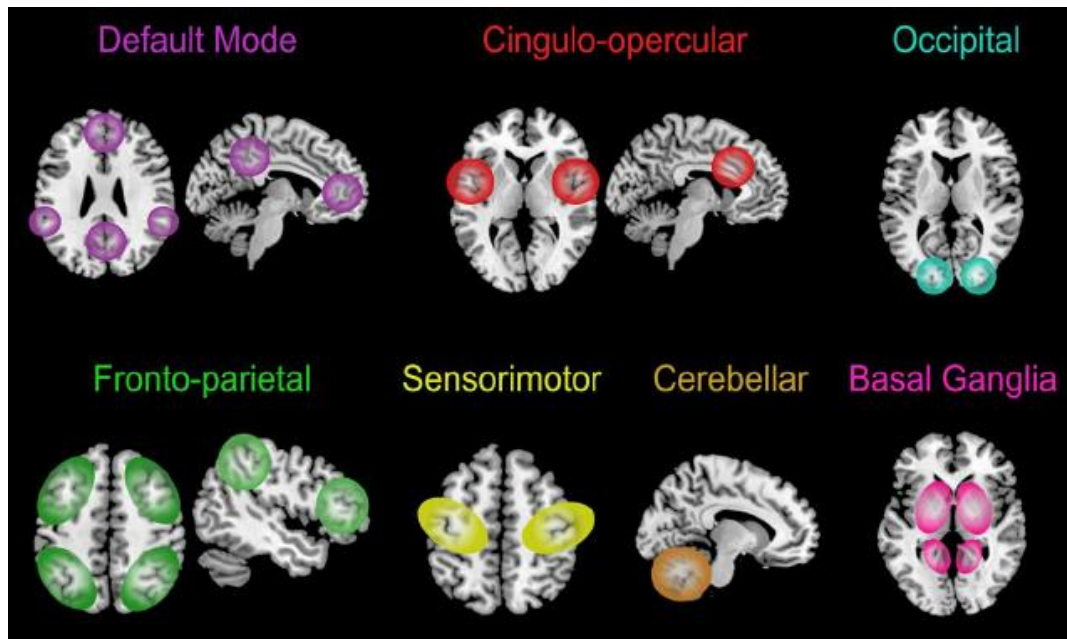 Default Mode
Cingulo-opercular
Occipital
Fronto-parietal
Sensorimotor
Cerebellar
Basal Ganglia